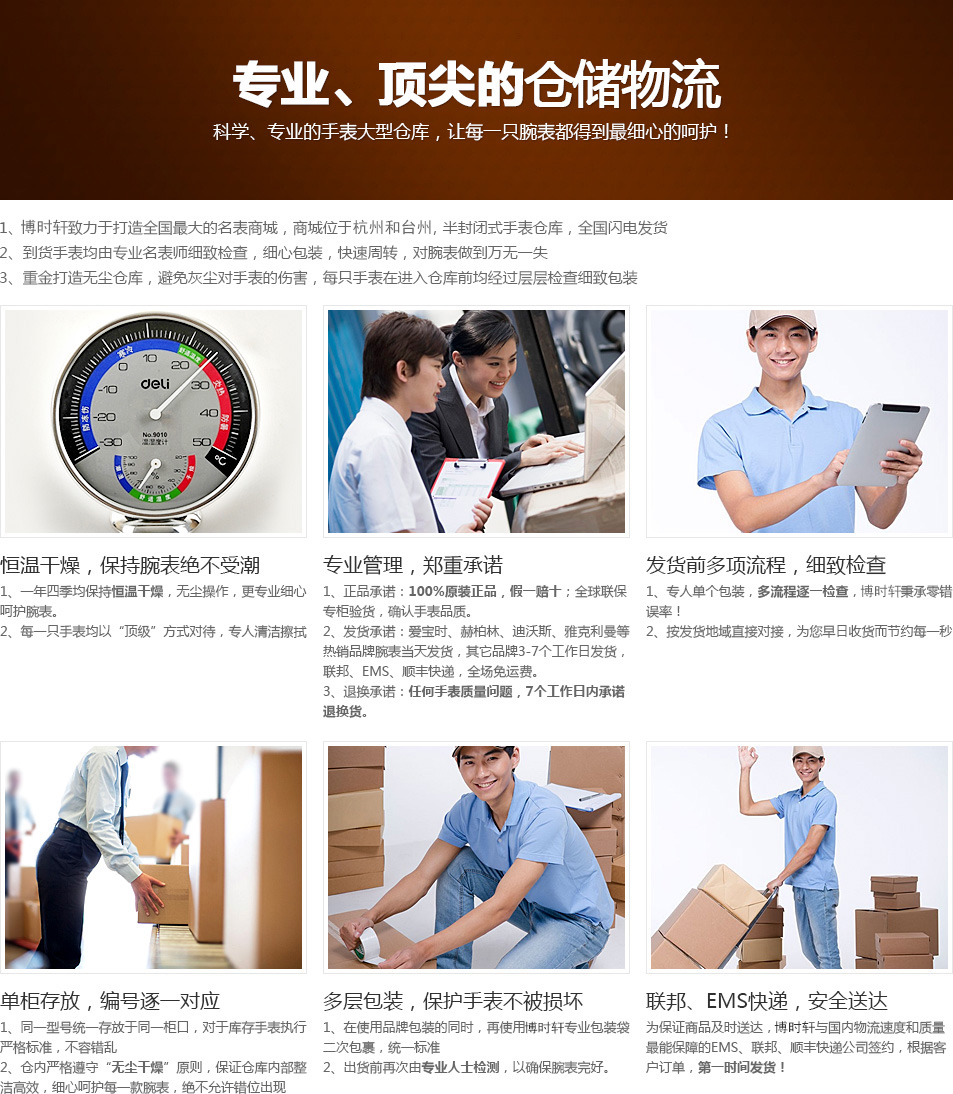 专业、顶尖的仓储物流
科学、专业的手表大型仓库，让每一只腕表都得到最细心的呵护！
1、博时轩致力于打造全国最大的名表商城，商城位于杭州和台州, 半封闭式手表仓库，全国闪电发货
2、到货手表均由专业名表师细致检查，细心包装，快速周转，对腕表做到万无一失
3、重金打造无尘仓库，避免灰尘对手表的伤害，每只手表在进入仓库前均经过层层检查细致包装
寒冷
舒适温度
炎热
防暑
防冻伤
-30
-20
-10
0
10
20
30
40
50
deli
No.9010
温湿度计
℃
舒适湿度
恒温干燥，保持腕表绝不受潮
1、一年四季均保持恒温干燥，无尘操作，更专业细心
呵护腕表。
2、每一只手表均以“顶级”方式对待，专人清洁擦拭
专业管理，郑重承诺
1、正品承诺：100%原装正品，假一赔十；全球联保
专柜验货，确认手表品质。
2、发货承诺：爱宝时、赫柏林、迪沃斯、雅克利曼等
热销品牌腕表当天发货，其它品牌3-7个工作日发货，
联邦、EMS、顺丰快递，全场免运费。
3、退换承诺：任何手表质量问题，7个工作日内承诺
退换货。
发货前多项流程，细致检查
1、专人单个包装，多流程逐一检查，博时轩秉承零错
误率！
2、按发货地域直接对接，为您早日收货而节约每一秒
单柜存放，编号逐一对应
1、同一型号统一存放于同一柜口，对于库存手表执行
严格标准，不容错乱
2、仓内严格遵守“无尘干燥”原则，保证仓库内部整
洁高效，细心呵护每一款腕表，绝不允许错位出现
多层包装，保护手表不被损坏
1、在使用品牌包装的同时，再使用博时轩专业包装袋
二次包裹，统一标准
2、出货前再次由专业人士检测，以确保腕表完好。
联邦、EMS快递，安全送达
为保证商品及时送达，博时轩与国内物流速度和质量
最能保障的EMS、联邦、顺丰快递公司签约，根据客
户订单，第一时间发货！